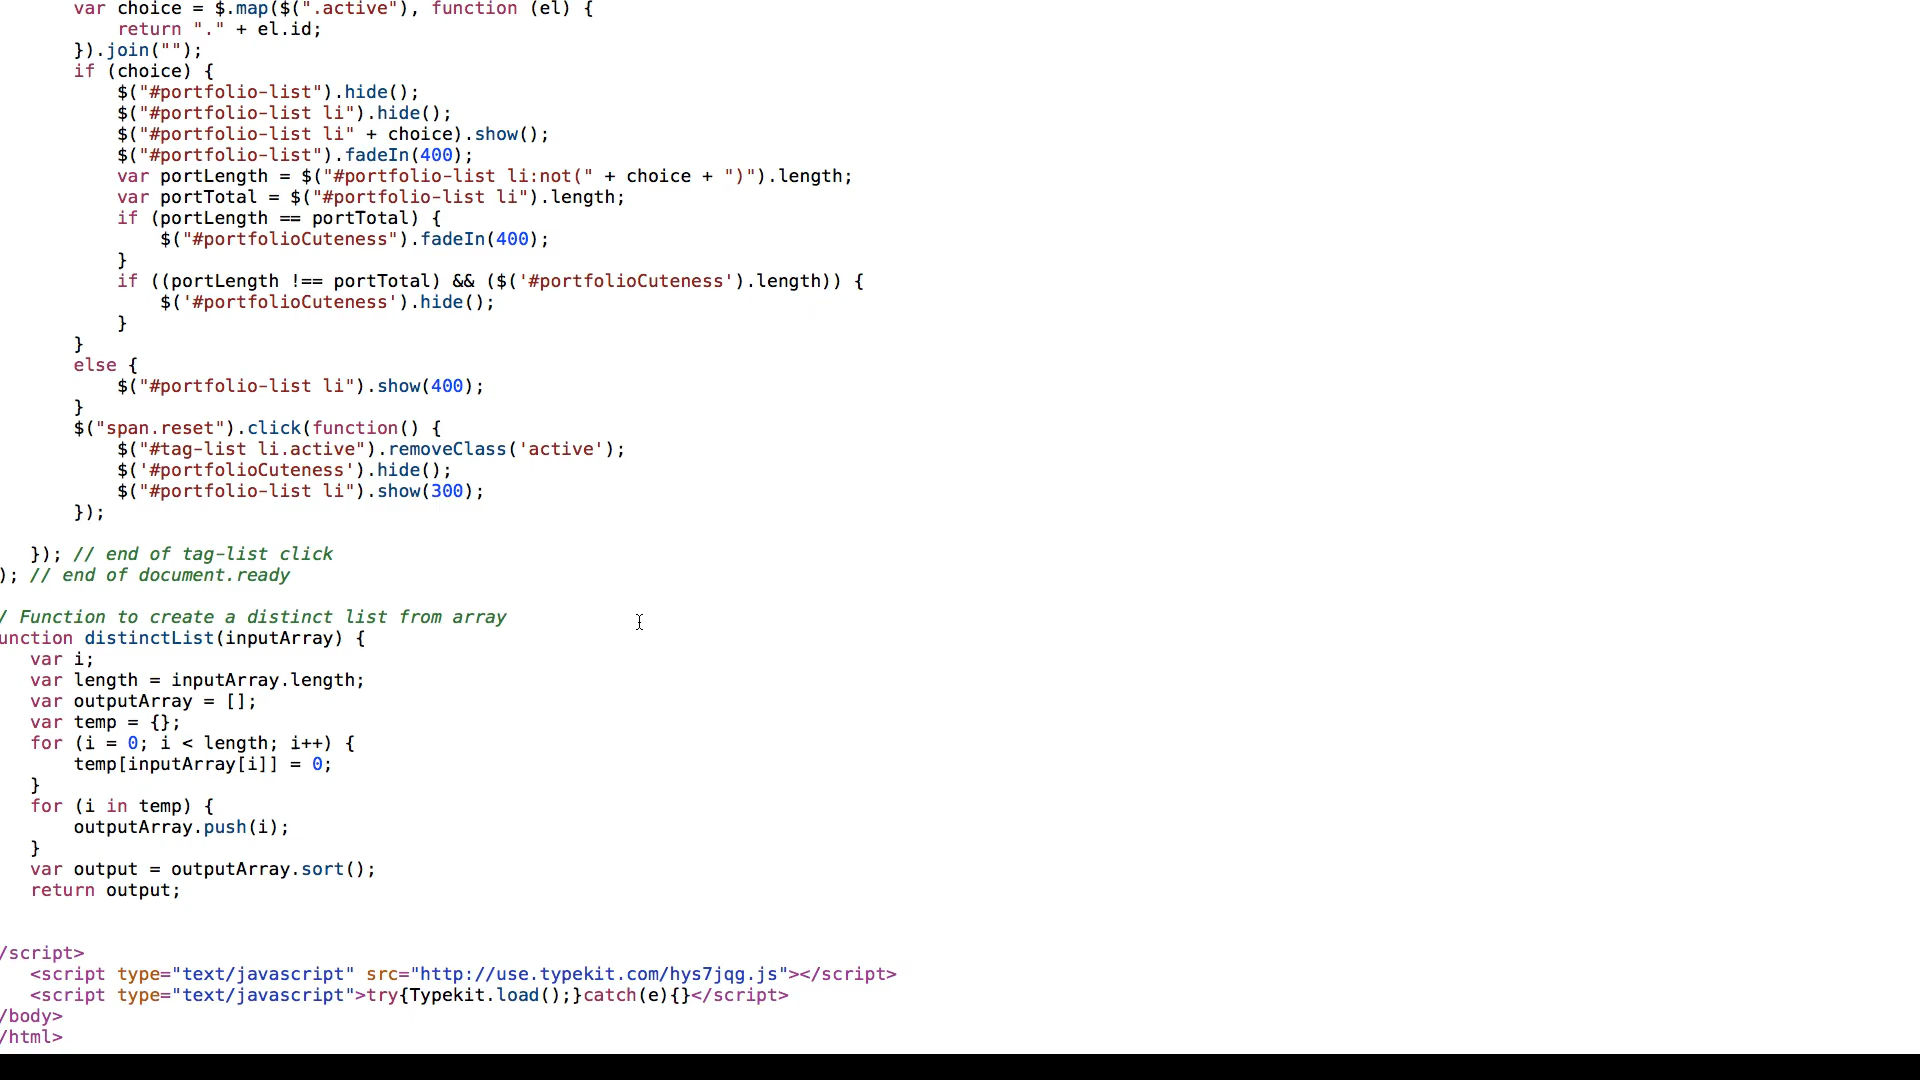 var choice = $.map($(".active"), function (el) {
return "." + el.id;
}).join("");
if (choice) {
$("#portfolio-list").hide();
$("#portfolio-list li").hide();
$("#portfolio-list li" + choice).show();
$("#portfolio-list").fadeIn(400);
var portLength = $("#portfolio-list li:not(" + choice + ")").length;
var portTotal = $("#portfolio-list li").length;
if (portLength == portTotal) {
$("#portfolioCuteness").fadeIn(400);
}
if ((portLength !== portTotal) && ($('#portfolioCuteness').length)) {
$('#portfolioCuteness').hide();
}
}
else {
$("#portfolio-list li").show(400);
}
$("span.reset").click(function() {
$("#tag-list li.active").removeClass('active');
$('#portfolioCuteness').hide();
$("#portfolio-list li").show(300);
});
}); // end of tag-list click
); // end of document.ready
/ Function to create a distinct list from array
unction distinctList(inputArray) {
var i;
var length = inputArray.length;
var outputArray = [];
var temp = {};
for (i = 0; i < length; i++) {
temp[inputArray[i]] = 0;
}
for (i in temp) {
outputArray.push(i);
}
var output = outputArray.sort();
return output;
/script>
<script type="text/javascript" src="http://use.typekit.com/hys7jqg.js"></script>
<script type="text/javascript">try{Typekit.load();}catch(e){}</script>
/body>
/html>